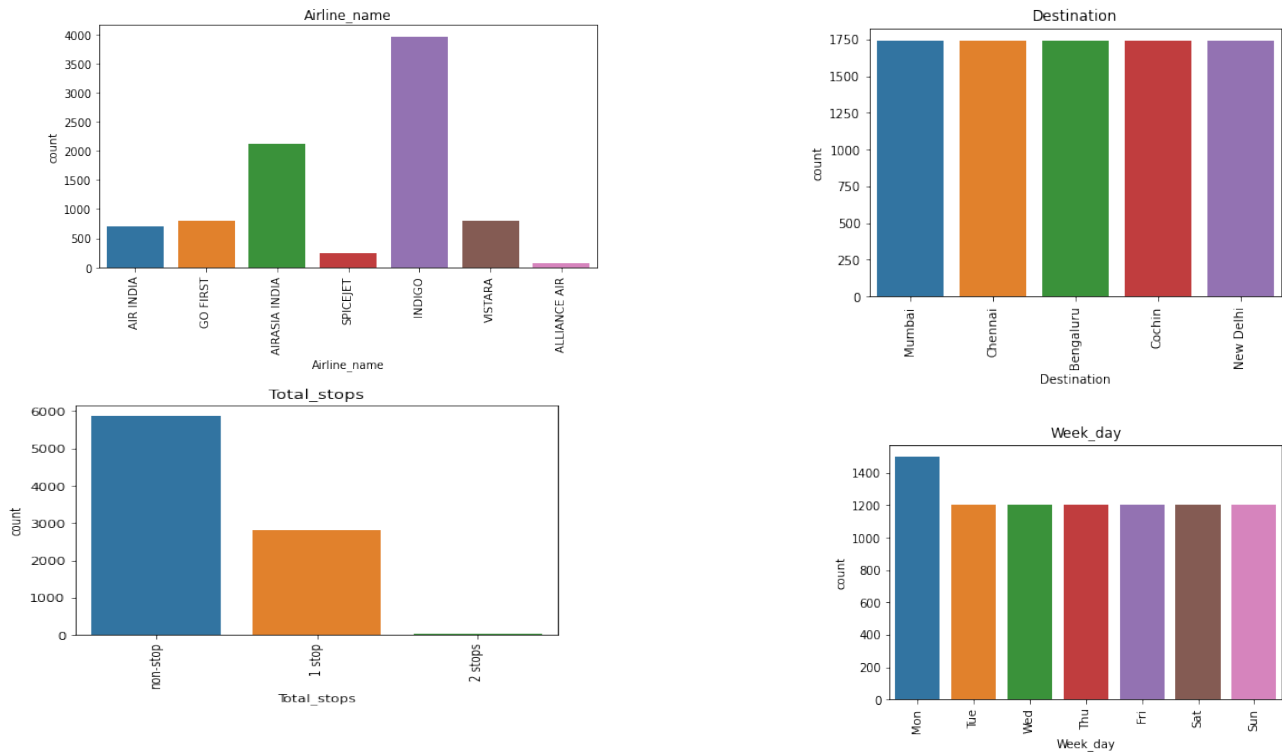 Airline_name
4000
3500
3000
2500
2000
1500
1000
500
0
count
AIR INDIA
GO FIRST
AIRASIA INDIA
SPICEJET
INDIGO
VISTARA
ALLIANCE AIR
Airline_name
Destination
1750
1500
1250
1000
750
500
250
0
count
Mumbai
Chennai
Bengaluru
Cochin
New Delhi
Destination
Total_stops
6000
5000
4000
3000
2000
1000
0
count
non-stop
1 stop
2 stops
Total_stops
Week_day
1400
1200
1000
800
600
400
200
0
count
Mon
Tue
Wed
Thu
Fri
Sat
Sun
Week_day